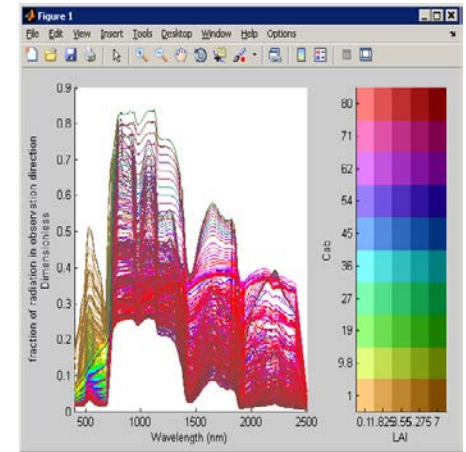 Figure 1
File Edit View Insert Tools Desktop Window Help Options
fraction of radiation in observation direction
Dimensionless
0.9
0.8
0.7
0.6
0.5
0.4
0.3
0.2
0.1
0
500 1000 1500 2000 2500
Wavelength (nm)
Cab
80
71
62
54
45
36
27
19
9.8
1
0.11.8253.555.275 7
LAI